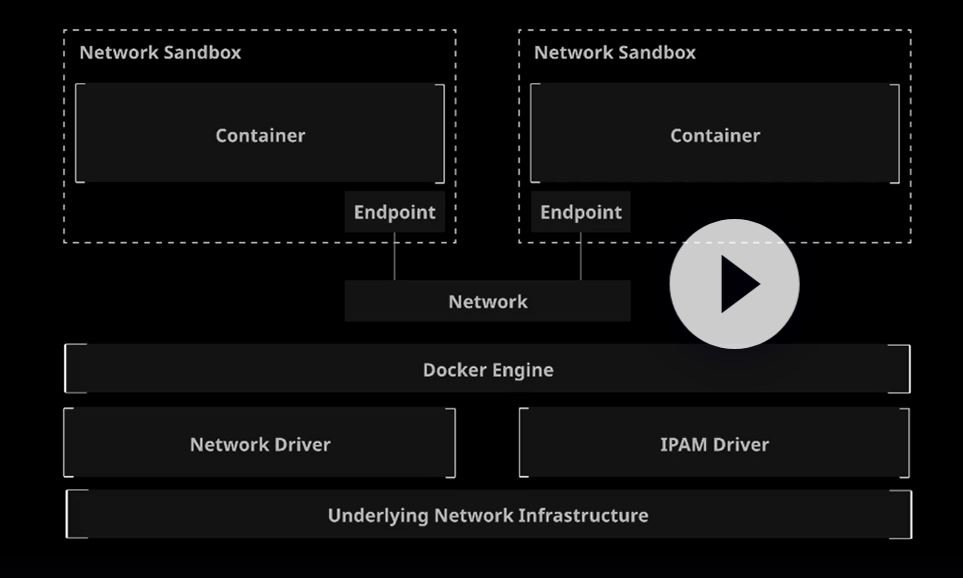 Network Sandbox
Network Sandbox
Container
Container
Endpoint
Endpoint
Network
Docker Engine
Network Driver
IPAM Driver
Underlying Network Infrastructure